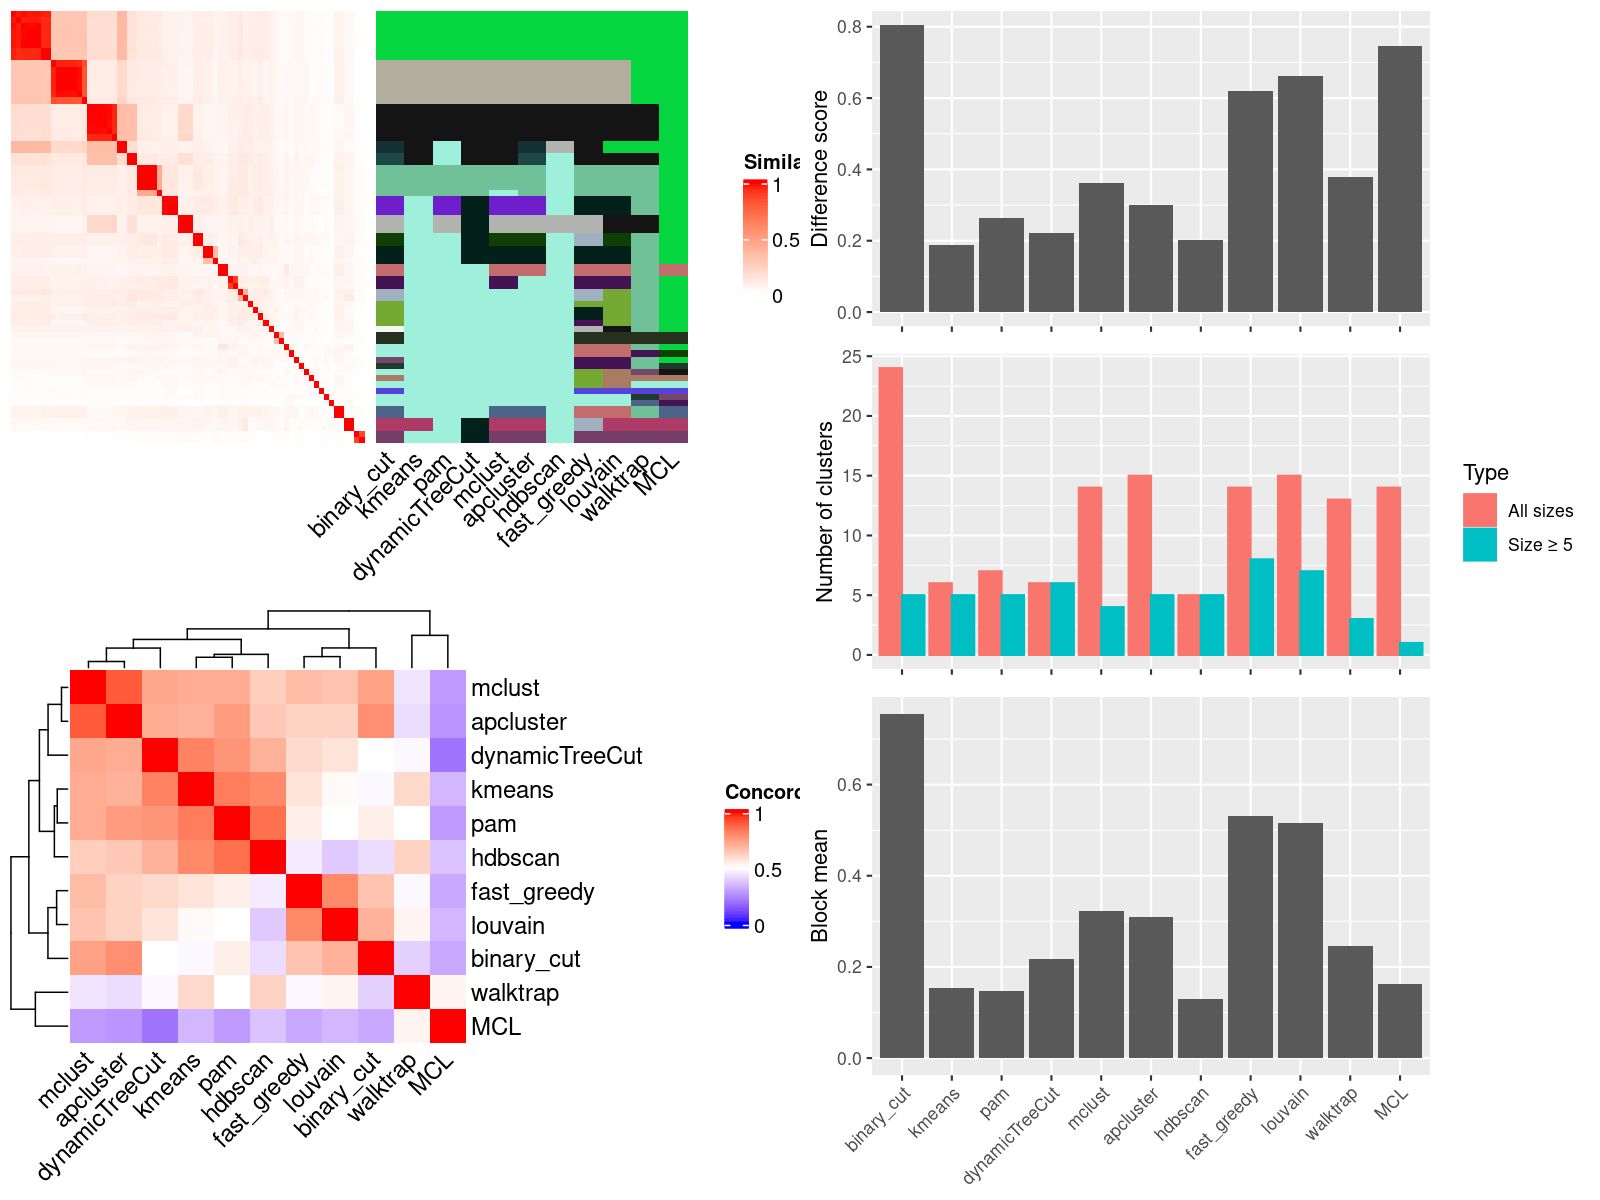 Simila
1
0.5
0
binary_cut
kmeans
pam
dynamicTreeCut
mclust
apcluster
hdbscan
fast_greedy
louvain
walktrap
MCL
mclust
apcluster
dynamicTreeCut
kmeans
pam
hdbscan
fast_greedy
louvain
binary_cut
walktrap
MCL
mclust
apcluster
dynamicTreeCut
kmeans
pam
hdbscan
fast_greedy
louvain
binary_cut
walktrap
MCL
Concord
1
0.5
0
Difference score
0.8
0.6
0.4
0.2
0.0
Number of clusters
25
20
15
10
5
0
Type
All sizes
Size ≥ 5
Block mean
0.6
0.4
0.2
0.0
binary_cut
kmeans
pam
dynamicTreeCut
mclust
apcluster
hdbscan
fast_greedy
louvain
walktrap
MCL